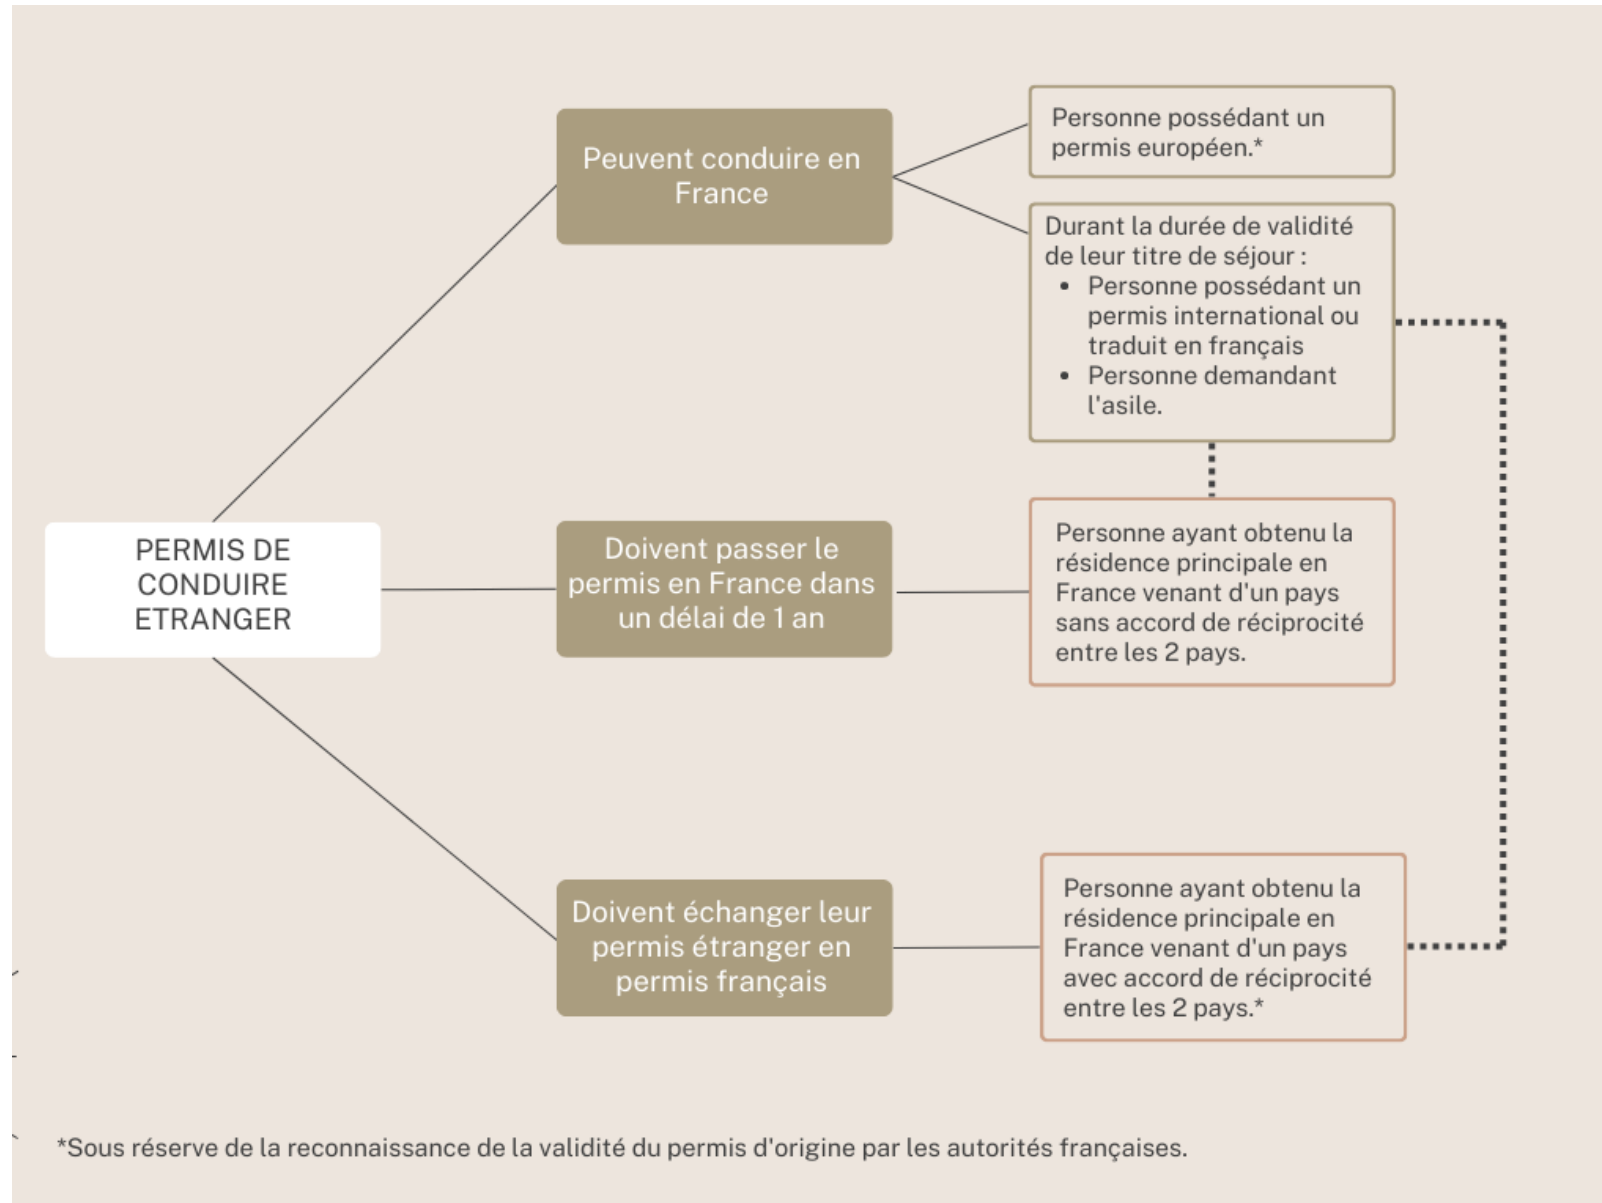 Peuvent conduire en
France
Personne possédant un
permis européen.*
Durant la durée de validité
de leur titre de séjour :
• Personne possédant un
permis international ou
traduit en français
• Personne demandant
l'asile.
PERMIS DE
CONDUIRE
ETRANGER
Doivent passer le
permis en France dans
un délai de 1 an
Personne ayant obtenu la
résidence principale en
France venant d'un pays
sans accord de réciprocité
entre les 2 pays.
Doivent échanger leur
permis étranger en
permis français
Personne ayant obtenu la
résidence principale en
France venant d'un pays
avec accord de réciprocité
entre les 2 pays.*
*Sous réserve de la reconnaissance de la validité du permis d'origine par les autorités françaises.